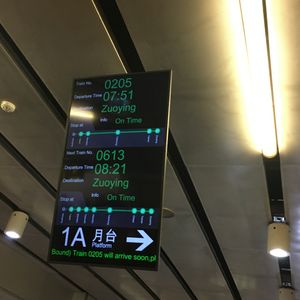 Train No. 0205
Departure Time 07:51
Destination Zuoying
Info On Time
Stop at
Next Train No. 0613
Departure Time 08:21
Destination Zuoying
Info On Time
Stop at
1A 月台 Platform
Bound) Train 0205 will arrive soon,pl